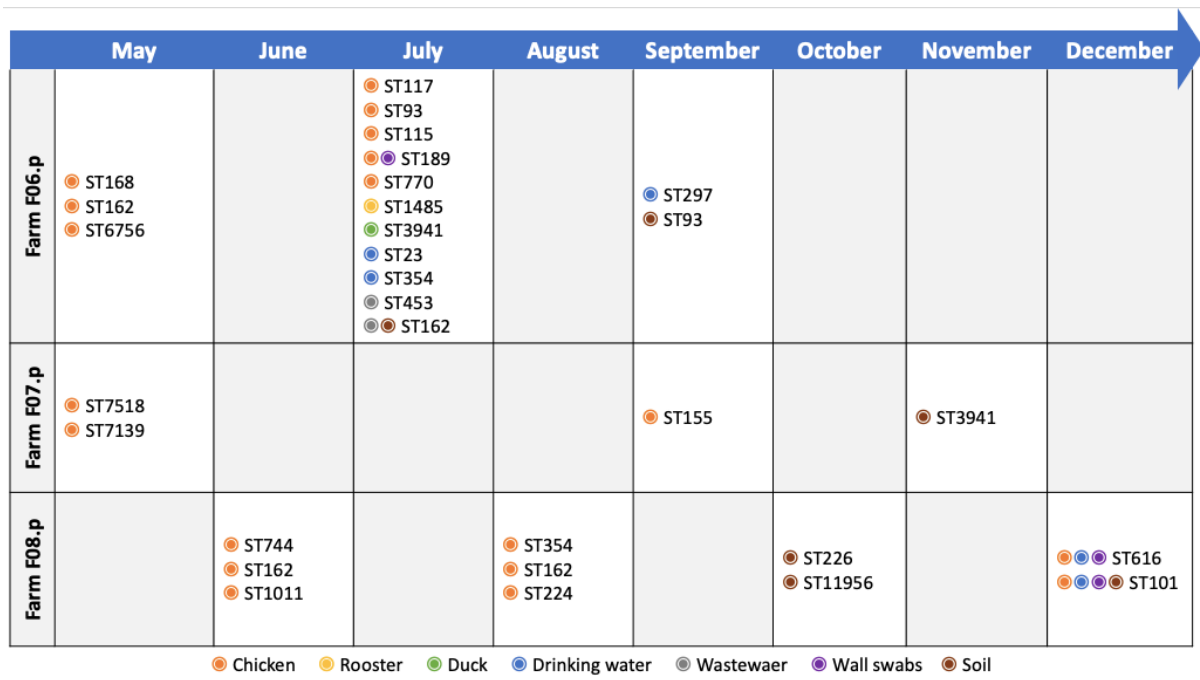 May June July August September October November December
Farm F06.p
ST168
ST162
ST6756
ST117
ST93
ST115
ST189
ST770
ST1485
ST3941
ST23
ST354
ST453
ST162
ST297
ST93
Farm F07.p
ST7518
ST7139
ST155
ST3941
Farm F08.p
ST744
ST162
ST1011
ST354
ST162
ST224
ST226
ST11956
ST616
ST101
Chicken Rooster Duck Drinking water Wastewaer Wall swabs Soil